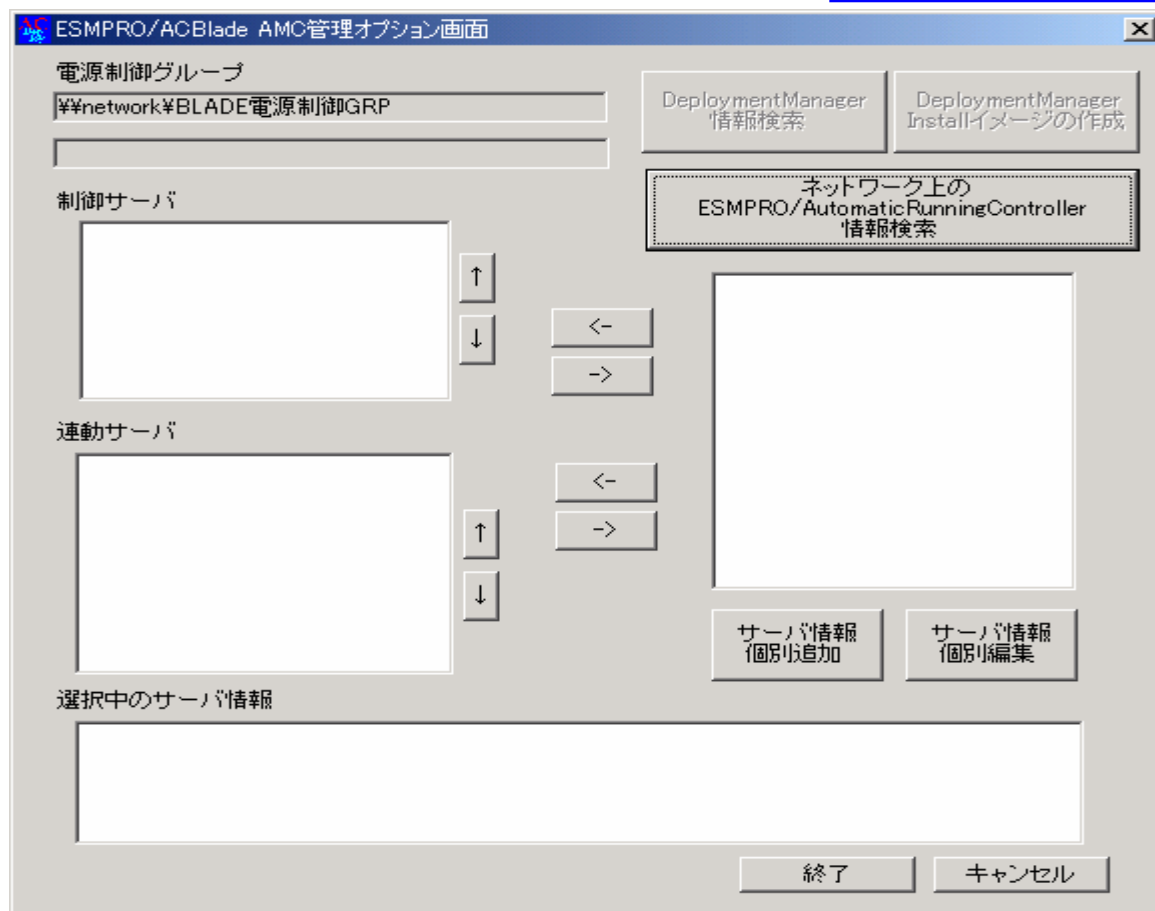 ESMPRO/ACBlade AMC管理オプション画面
電源制御グループ
¥¥network¥BLADE電源制御GRP
DeploymentManager
情報検索
DeploymentManager
Installイメージの作成
ネットワーク上の
ESMPRO/AutomaticRunningController
情報検索
制御サーバ
↑
↓
<-
->
連動サーバ
↑
↓
<-
->
サーバ情報
個別追加
サーバ情報
個別編集
選択中のサーバ情報
終了
キャンセル